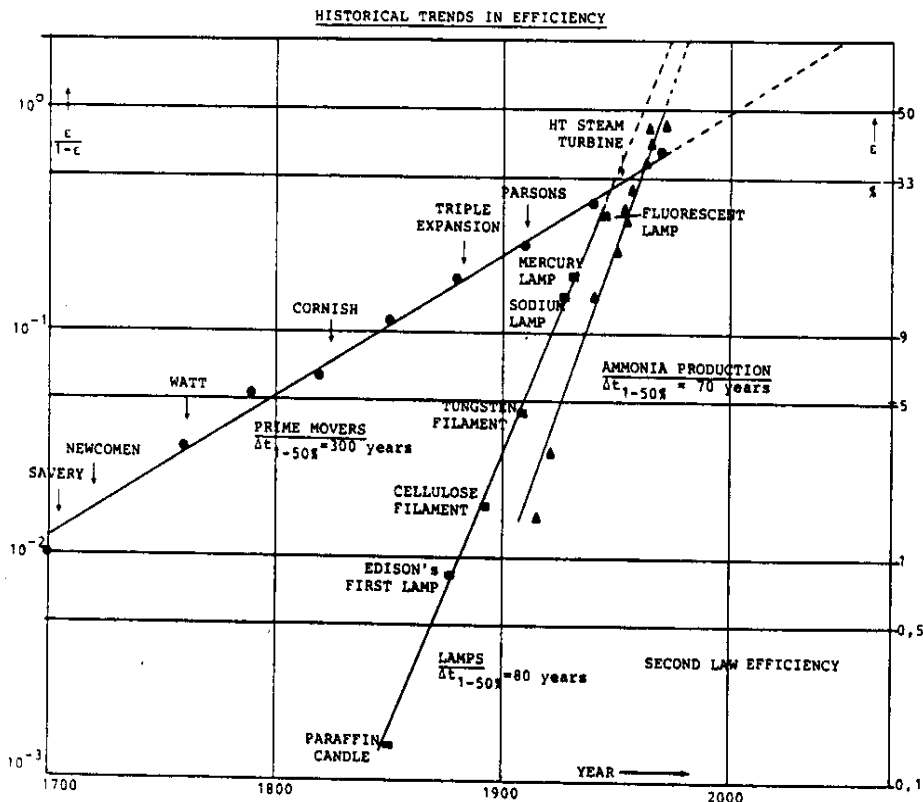 HISTORICAL TRENDS IN EFFICIENCY
10⁰
ε
1-ε
50
ε
33
%
HT STEAM
TURBINE
PARSONS
TRIPLE
EXPANSION
FLUORESCENT
LAMP
MERCURY
LAMP
SODIUM
LAMP
CORNISH
10⁻¹
9
WATT
AMMONIA PRODUCTION
Δt1-50% = 70 years
5
TUNGSTEN
FILAMENT
PRIME MOVERS
Δt1-50%=300 years
NEWCOMEN
SAVERY
CELLULOSE
FILAMENT
10⁻²
1
EDISON's
FIRST LAMP
0,5
LAMPS
Δt1-50%=80 years
SECOND LAW EFFICIENCY
PARAFFIN
CANDLE
10⁻³
YEAR
0,1
1700
1800
1900
2000